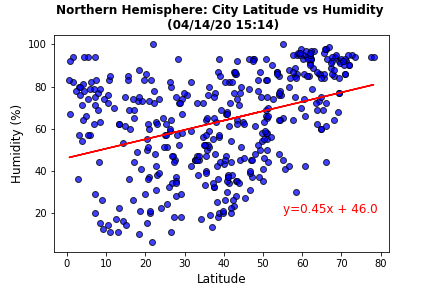 Northern Hemisphere: City Latitude vs Humidity
(04/14/20 15:14)
Humidity (%)
100
80
60
40
20
y=0.45x + 46.0
0 10 20 30 40 50 60 70 80
Latitude